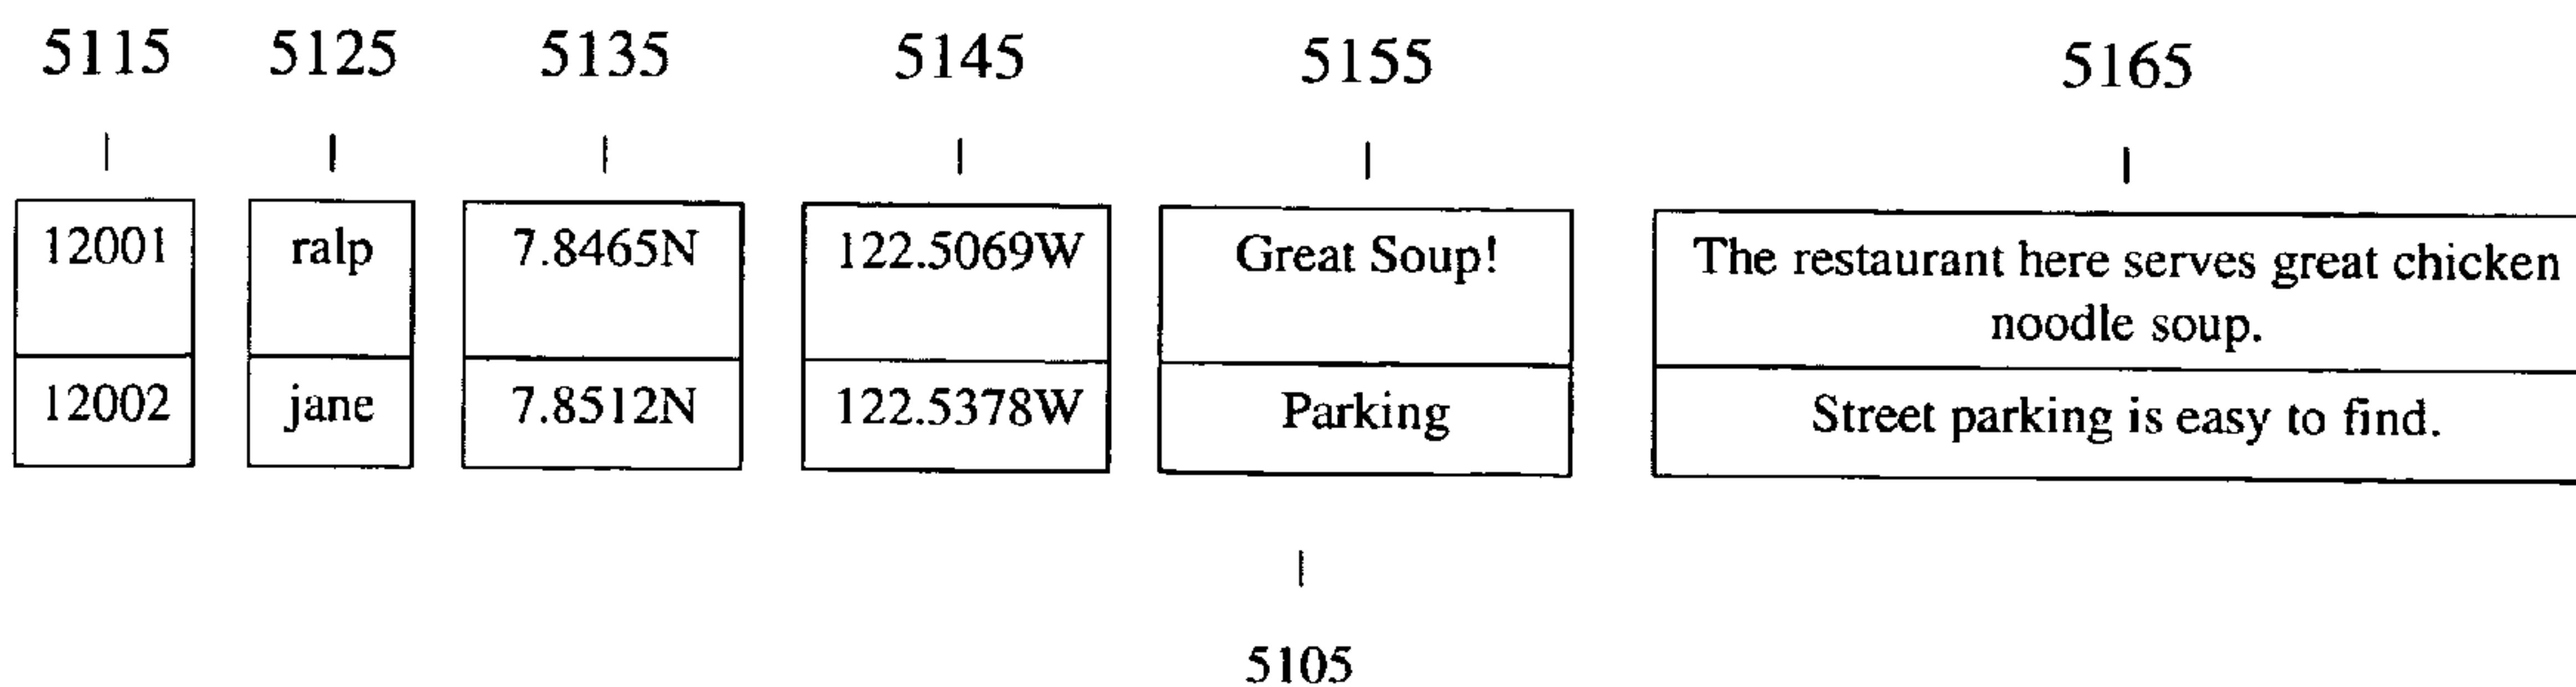 5115 5125 5135 5145 5155 5165
12001 ralp 7.8465N 122.5069W Great Soup! The restaurant here serves great chicken
noodle soup.
12002 jane 7.8512N 122.5378W Parking Street parking is easy to find.
5105